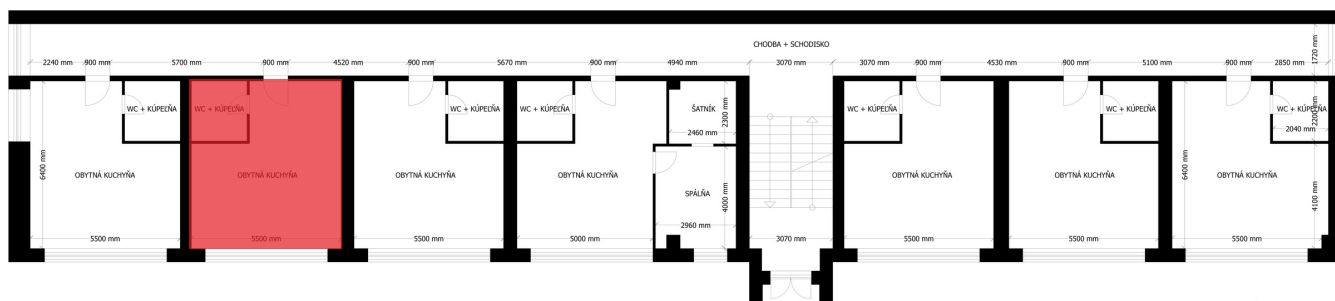 CHODBA + SCHODISKO
2240 mm
900 mm
5700 mm
900 mm
4520 mm
900 mm
5670 mm
900 mm
4940 mm
3070 mm
3070 mm
900 mm
4530 mm
900 mm
5100 mm
900 mm
2850 mm
1720 mm
WC + KÚPEĽŇA
WC + KÚPEĽŇA
WC + KÚPEĽŇA
WC + KÚPEĽŇA
ŠATNÍK
2300 mm
2460 mm
WC + KÚPEĽŇA
WC + KÚPEĽŇA
WC + KÚPEĽŇA
2200 mm
2040 mm
6400 mm
OBYTNÁ KUCHYŇA
OBYTNÁ KUCHYŇA
OBYTNÁ KUCHYŇA
OBYTNÁ KUCHYŇA
SPÁLŇA
4000 mm
2960 mm
OBYTNÁ KUCHYŇA
OBYTNÁ KUCHYŇA
6400 mm
OBYTNÁ KUCHYŇA
4100 mm
5500 mm
5500 mm
5500 mm
5000 mm
3070 mm
5500 mm
5500 mm
5500 mm